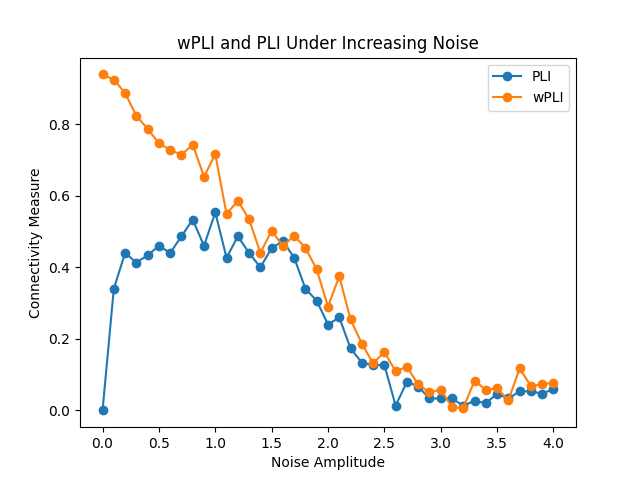 wPLI and PLI Under Increasing Noise
PLI
wPLI
Connectivity Measure
0.8
0.6
0.4
0.2
0.0
0.0 0.5 1.0 1.5 2.0 2.5 3.0 3.5 4.0
Noise Amplitude